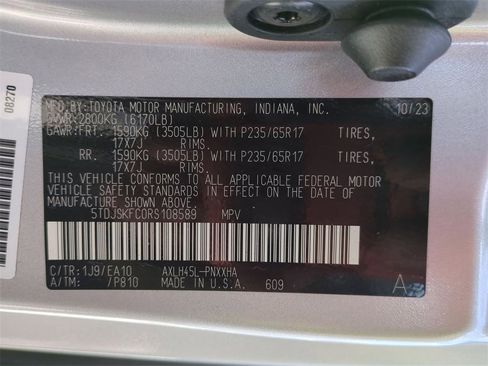 08270
MFD.BY:TOYOTA MOTOR MANUFACTURING, INDIANA, INC. 10/23
GVWR:2800KG (6170LB)
GAWR:FRT. 1590KG (3505LB) WITH P235/65R17 TIRES,
17X7J RIMS.
RR. 1590KG (3505LB) WITH P235/65R17 TIRES,
17X7J RIMS.
THIS VEHICLE CONFORMS TO ALL APPLICABLE FEDERAL MOTOR
VEHICLE SAFETY STANDARDS IN EFFECT ON THE DATE OF
MANUFACTURE SHOWN ABOVE.
5TDJSKFC0RS108589 MPV
C/TR:1J9/EA10 AXLH45L-PNXXHA
A/TM: /P810 MADE IN U.S.A. 609 A